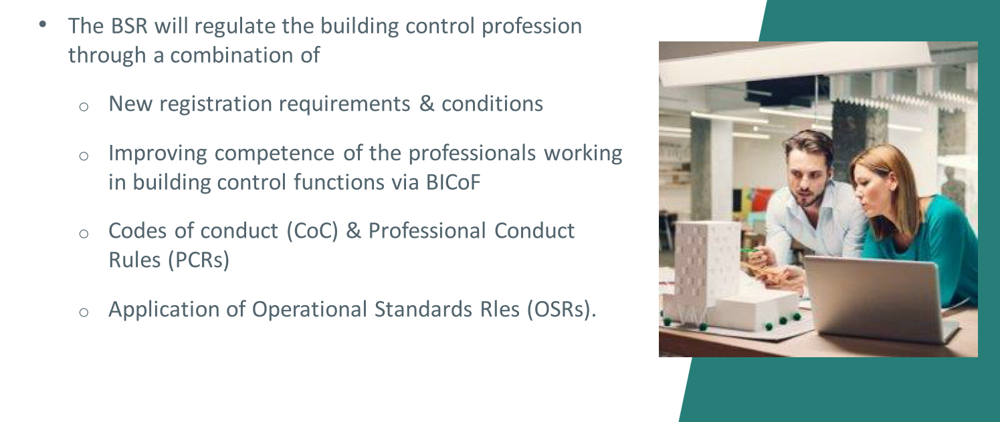 • The BSR will regulate the building control profession
through a combination of
o New registration requirements & conditions
o Improving competence of the professionals working
in building control functions via BICoF
o Codes of conduct (CoC) & Professional Conduct
Rules (PCRs)
o Application of Operational Standards Rles (OSRs).